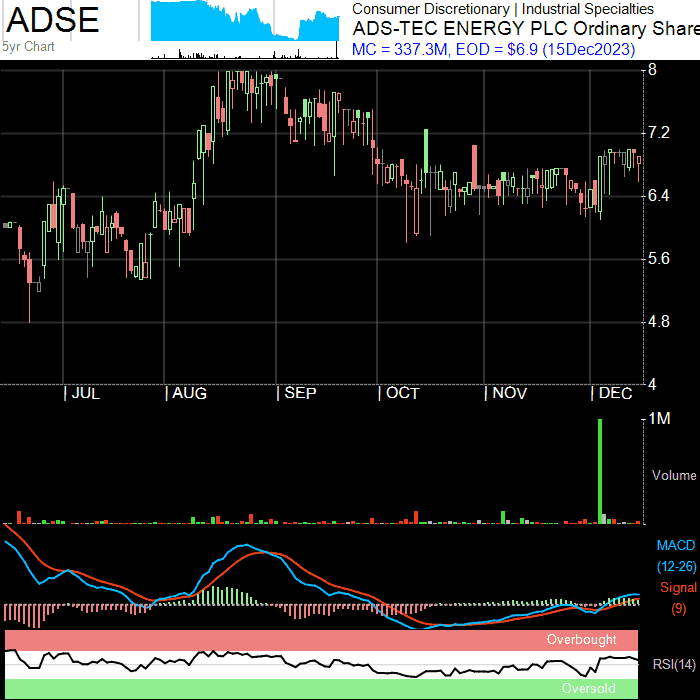 ADSE
5yr Chart
Consumer Discretionary | Industrial Specialties
ADS-TEC ENERGY PLC Ordinary Share
MC = 337.3M, EOD = $6.9 (15Dec2023)
8
7.2
6.4
5.6
4.8
4
| JUL | AUG | SEP | OCT | NOV | DEC
1M
Volume
MACD
(12-26)
Signal
(9)
Overbought
RSI(14)
Oversold